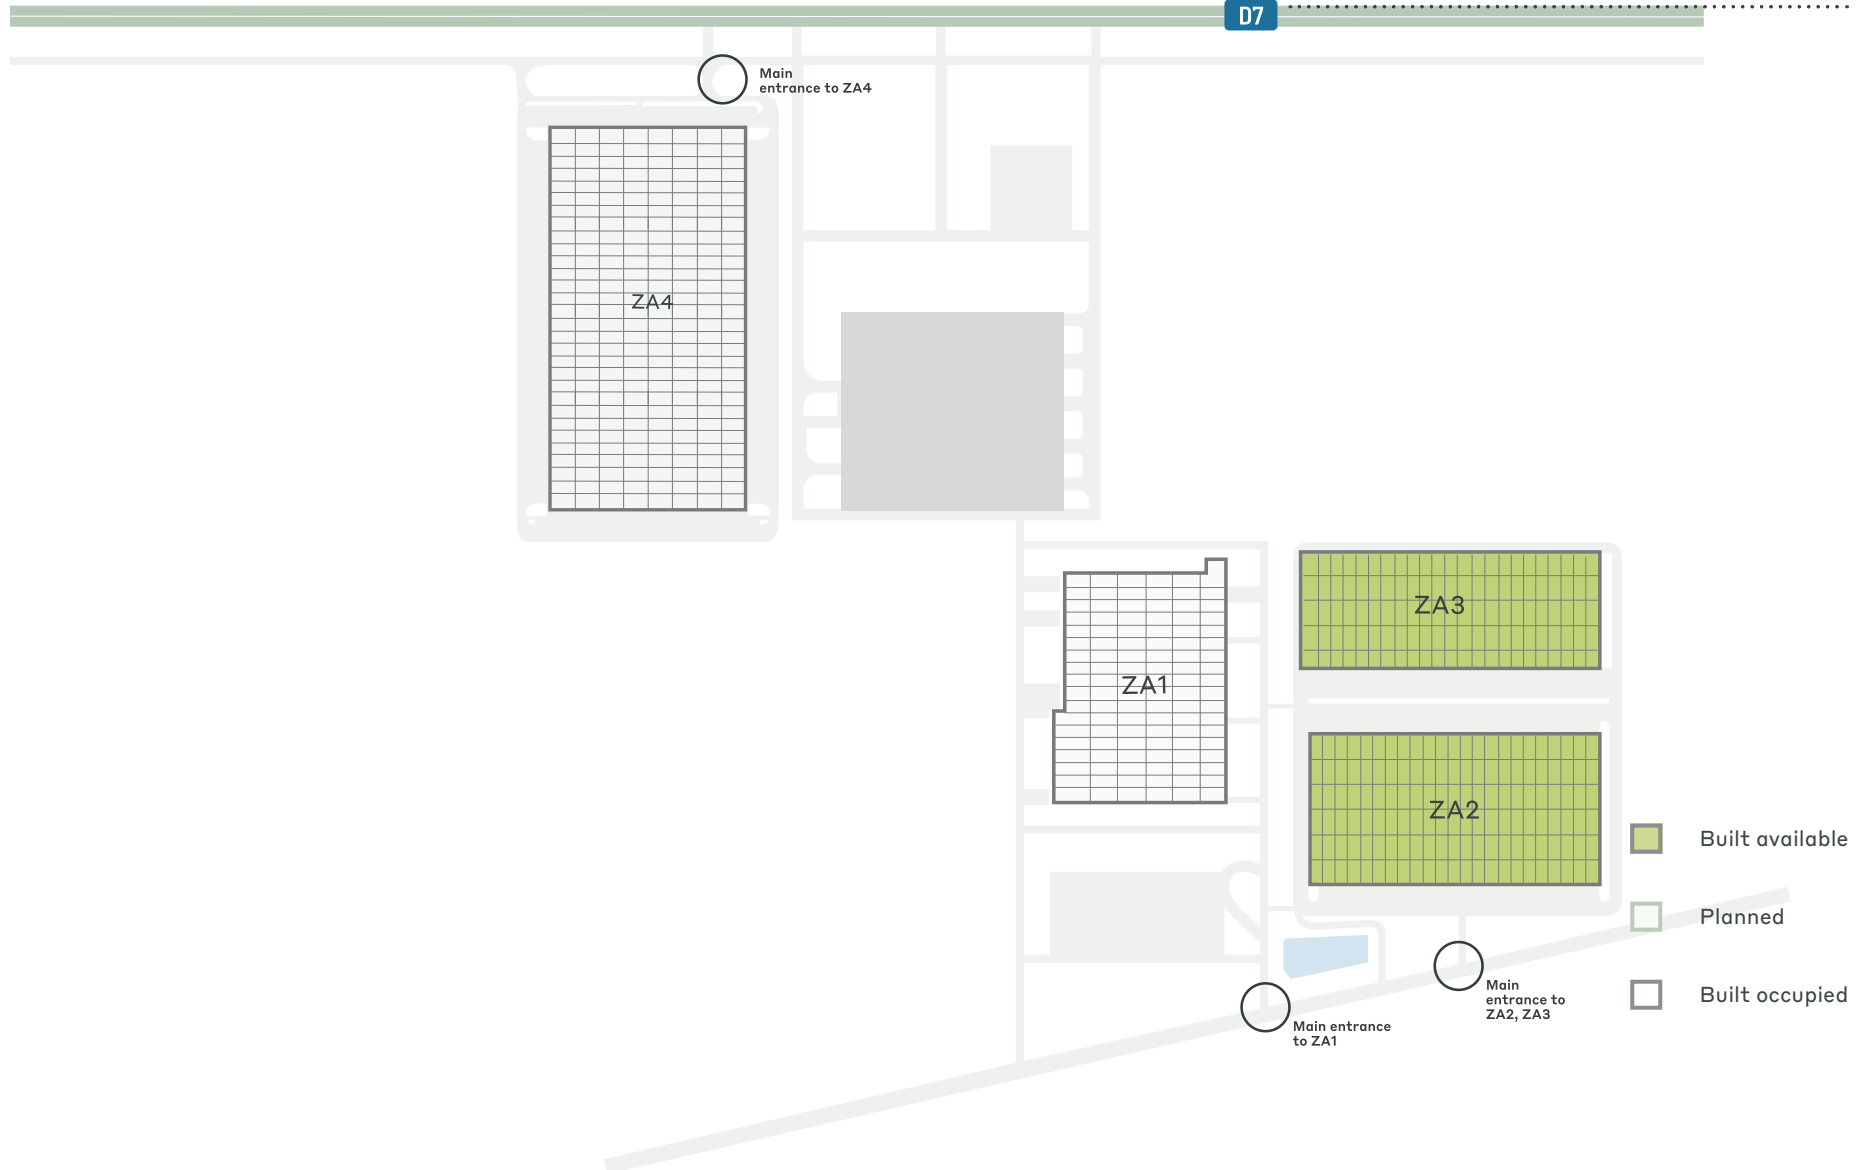 D7
Main
entrance to ZA4
ZA4
ZA3
ZA1
ZA2
Built available
Planned
Built occupied
Main
entrance to
ZA2, ZA3
Main entrance
to ZA1